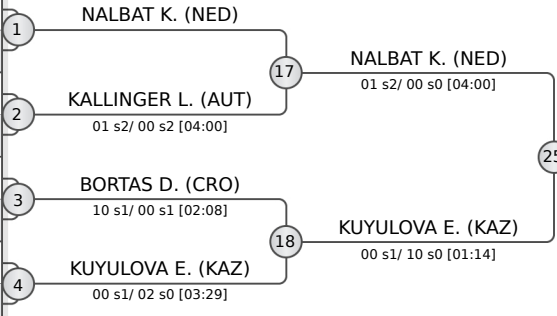 NALBAT K. (NED)
1
17
NALBAT K. (NED)
01 s2/ 00 s0 [04:00]
2
KALLINGER L. (AUT)
01 s2/ 00 s2 [04:00]
25
3
BORTAS D. (CRO)
10 s1/ 00 s1 [02:08]
18
KUYULOVA E. (KAZ)
00 s1/ 10 s0 [01:14]
4
KUYULOVA E. (KAZ)
00 s1/ 02 s0 [03:29]